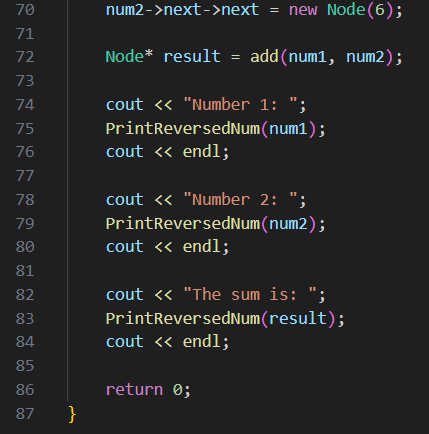 70 num2->next->next = new Node(6);
71
72 Node* result = add(num1, num2);
73
74 cout << "Number 1: ";
75 PrintReversedNum(num1);
76 cout << endl;
77
78 cout << "Number 2: ";
79 PrintReversedNum(num2);
80 cout << endl;
81
82 cout << "The sum is: ";
83 PrintReversedNum(result);
84 cout << endl;
85
86 return 0;
87 }